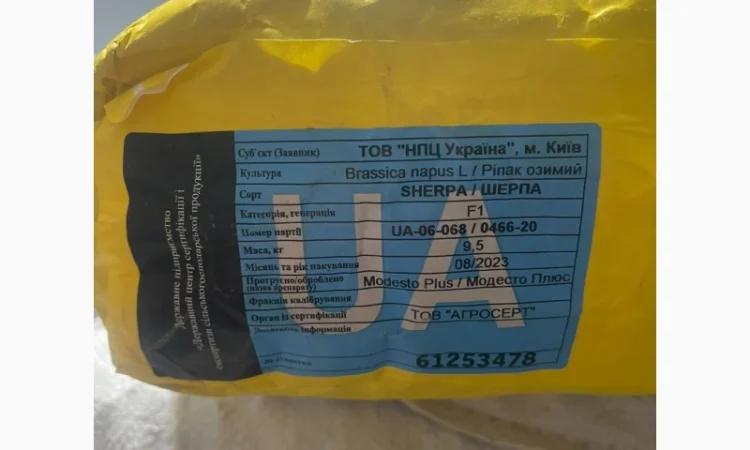 Державне підприємство
«Державний центр сертифікації і
експертизи сільськогосподарської продукції»
Суб'єкт (Заявник) ТОВ "НПЦ Україна", м. Київ
Культура Brassica napus L / Ріпак озимий
Сорт SHERPA / ШЕРПА
Категорія, генерація F1
Номер партії UA-06-068 / 0466-20
Маса, кг 9,5
Місяць та рік пакування 08/2023
Протруєно/оброблено
(назва препарату) Modesto Plus / Модесто Плюс
Фракція калібрування
Орган із сертифікації ТОВ "АГРОСЕРТ"
Додаткова інформація
UA
61253478